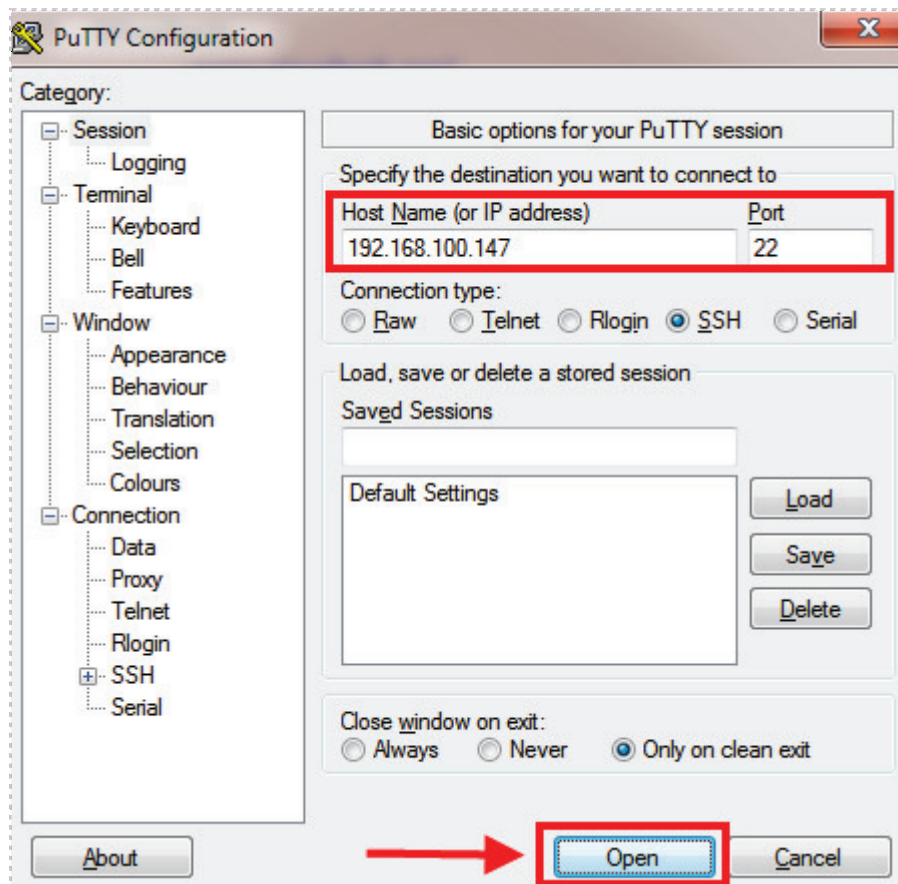 PuTTY Configuration
Category:
Session
Logging
Terminal
Keyboard
Bell
Features
Window
Appearance
Behaviour
Translation
Selection
Colours
Connection
Data
Proxy
Telnet
Rlogin
SSH
Serial
Basic options for your PuTTY session
Specify the destination you want to connect to
Host Name (or IP address) Port
192.168.100.147 22
Connection type:
Raw Telnet Rlogin SSH Serial
Load, save or delete a stored session
Saved Sessions
Default Settings
Load
Save
Delete
Close window on exit:
Always Never Only on clean exit
About Open Cancel